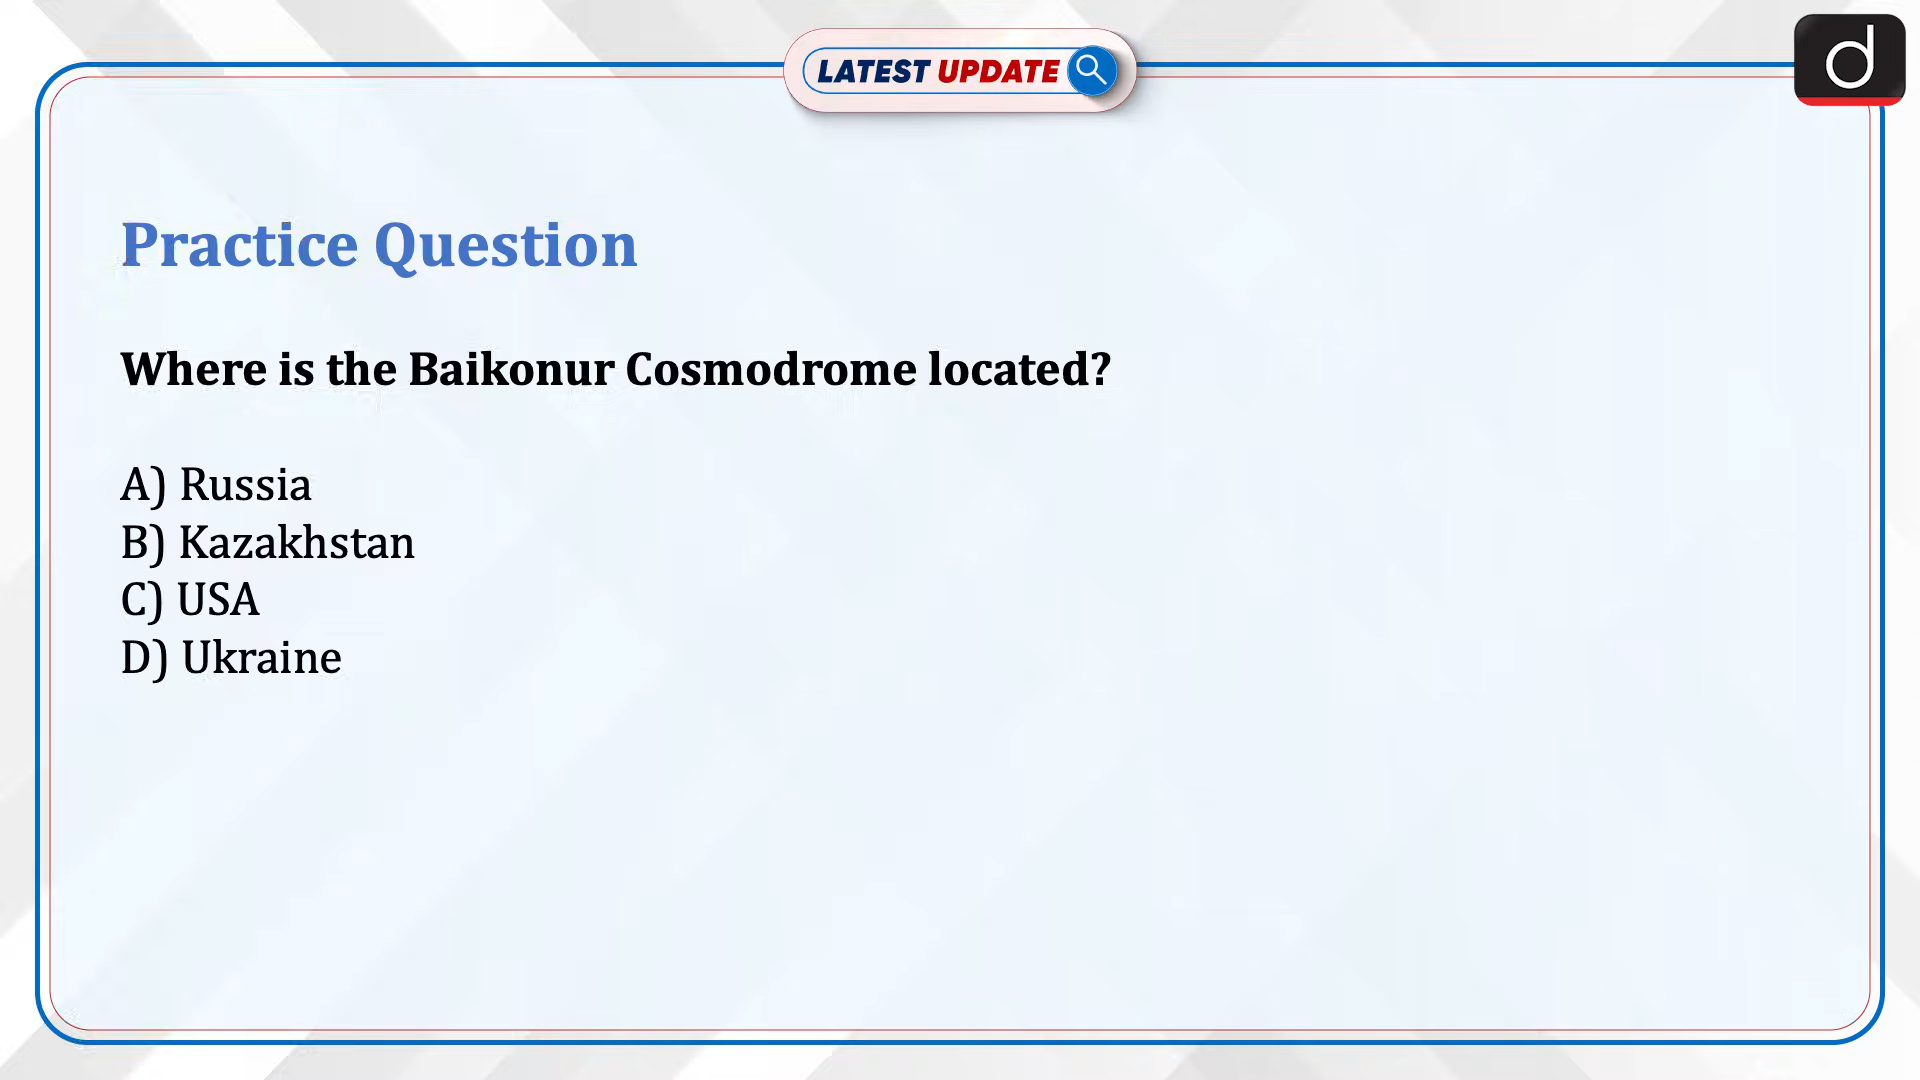 LATEST UPDATE
d
Practice Question
Where is the Baikonur Cosmodrome located?
A) Russia
B) Kazakhstan
C) USA
D) Ukraine